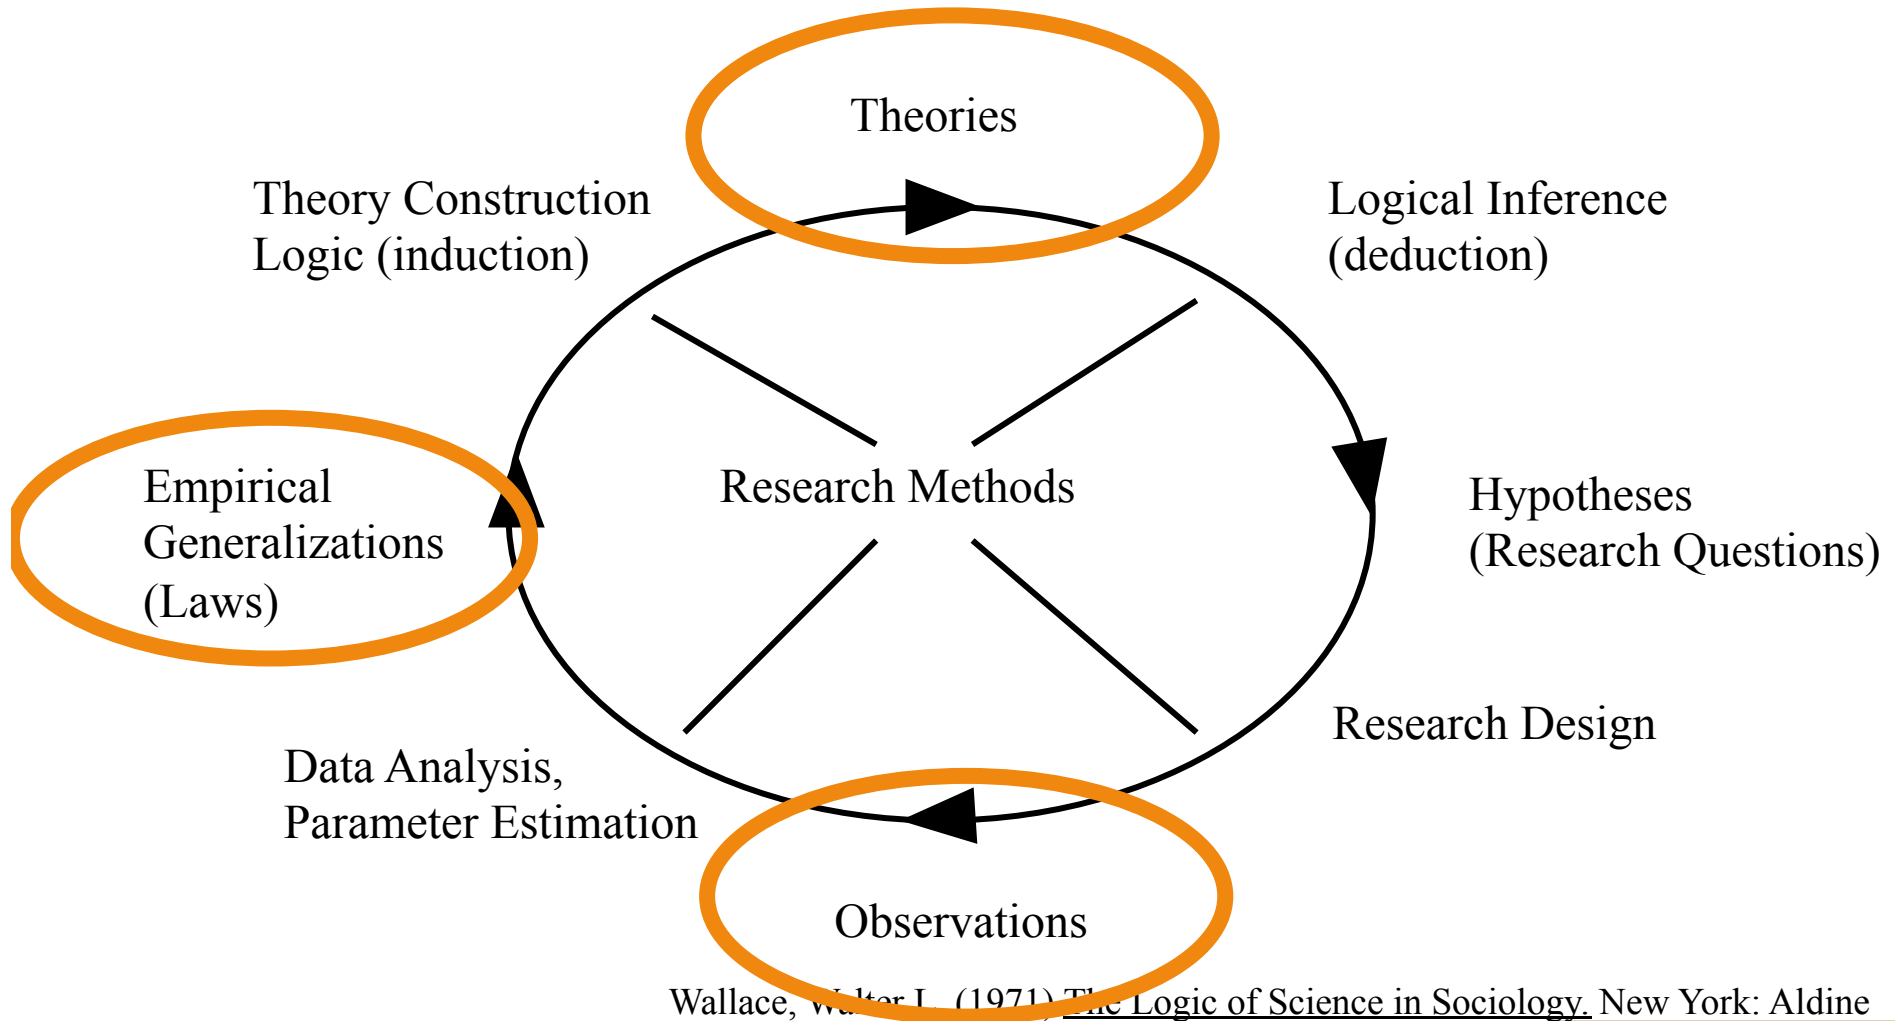 Theories
Theory Construction
Logic (induction)
Logical Inference
(deduction)
Empirical
Generalizations
(Laws)
Research Methods
Hypotheses
(Research Questions)
Research Design
Data Analysis,
Parameter Estimation
Observations
Wallace, Walter L. (1971) The Logic of Science in Sociology. New York: Aldine